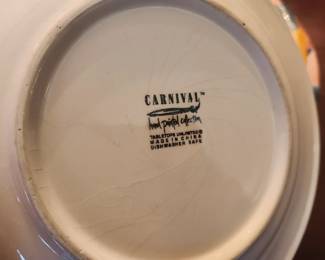 CARNIVAL™
hand painted collection
TABLETOPS UNLIMITED®
MADE IN CHINA
DISHWASHER SAFE